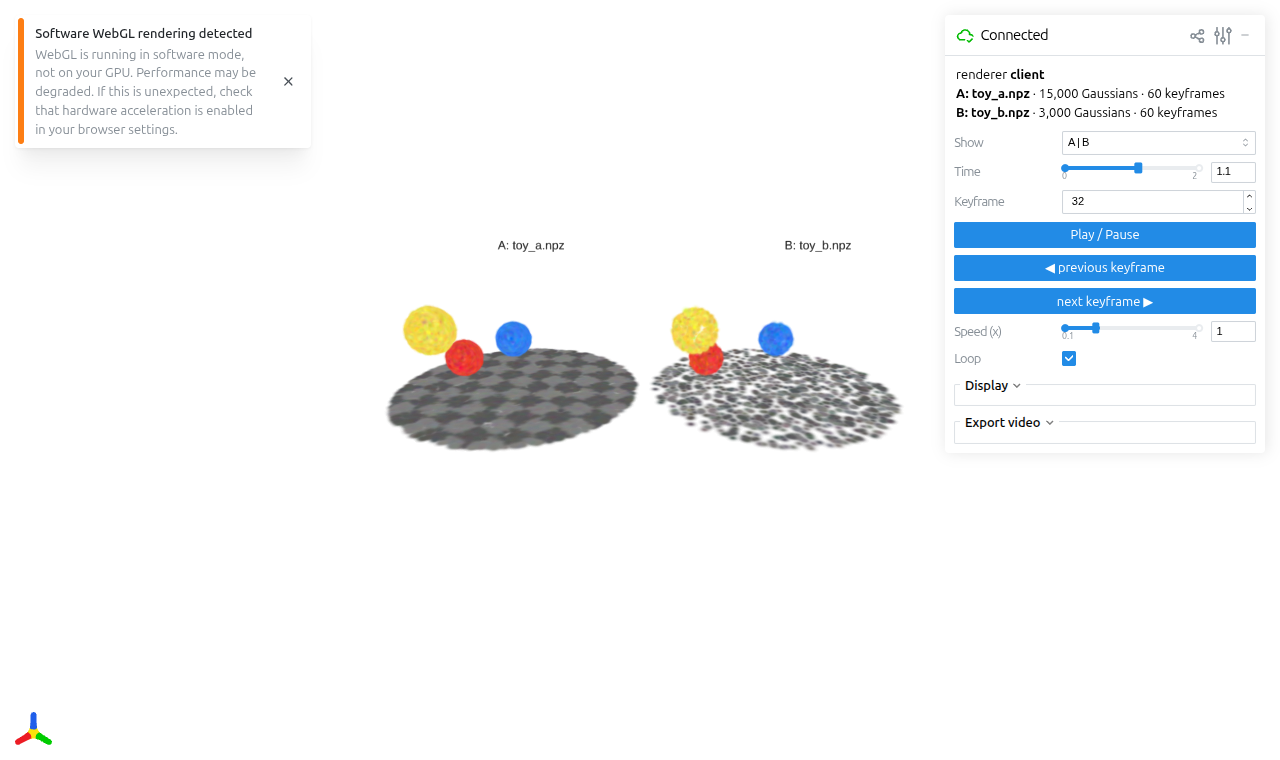 Software WebGL rendering detected
WebGL is running in software mode,
not on your GPU. Performance may be
degraded. If this is unexpected, check
that hardware acceleration is enabled
in your browser settings.
A: toy_a.npz
B: toy_b.npz
Connected
renderer client
A: toy_a.npz · 15,000 Gaussians · 60 keyframes
B: toy_b.npz · 3,000 Gaussians · 60 keyframes
Show
A | B
Time
0
2
1.1
Keyframe
32
Play / Pause
◀ previous keyframe
next keyframe ▶
Speed (x)
0.1
4
1
Loop
Display
Export video